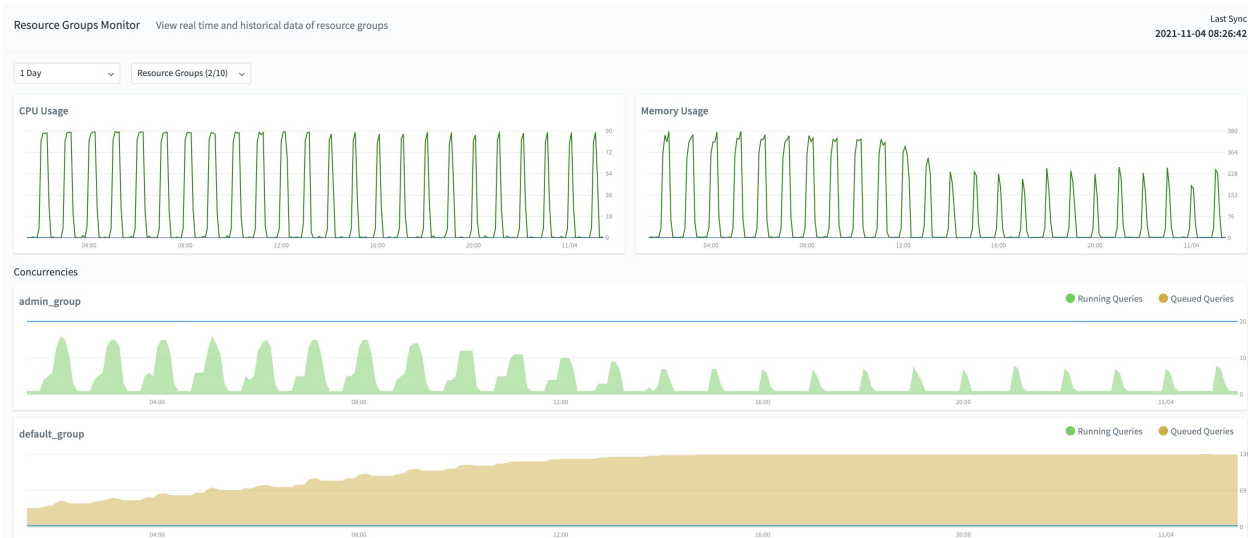 Resource Groups Monitor View real time and historical data of resource groups
Last Sync
2021-11-04 08:26:42
1 Day
Resource Groups (2/10)
CPU Usage
90
72
54
36
18
0
04:00 08:00 12:00 16:00 20:00 11/04
Memory Usage
380
304
228
152
76
0
04:00 08:00 12:00 16:00 20:00 11/04
Concurrencies
admin_group
Running Queries Queued Queries
20
10
0
04:00 08:00 12:00 16:00 20:00 11/04
default_group
Running Queries Queued Queries
138
69
0
04:00 08:00 12:00 16:00 20:00 11/04